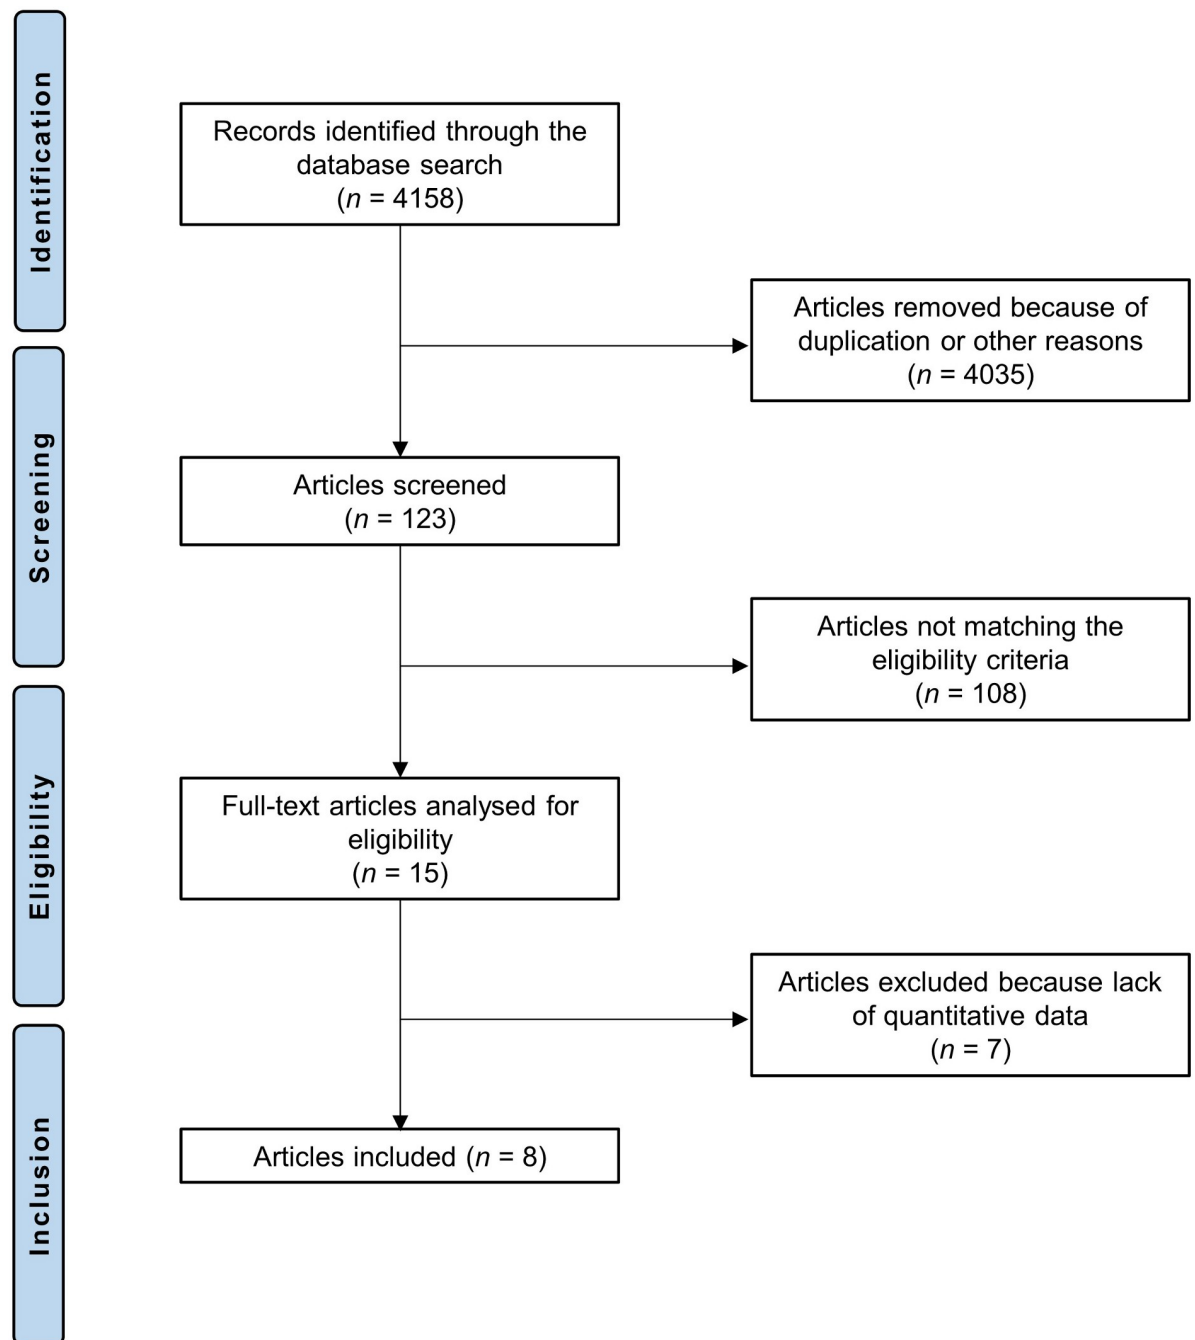 Identification
Records identified through the
database search
(n = 4158)
Articles removed because of
duplication or other reasons
(n = 4035)
Screening
Articles screened
(n = 123)
Articles not matching the
eligibility criteria
(n = 108)
Eligibility
Full-text articles analysed for
eligibility
(n = 15)
Articles excluded because lack
of quantitative data
(n = 7)
Inclusion
Articles included (n = 8)